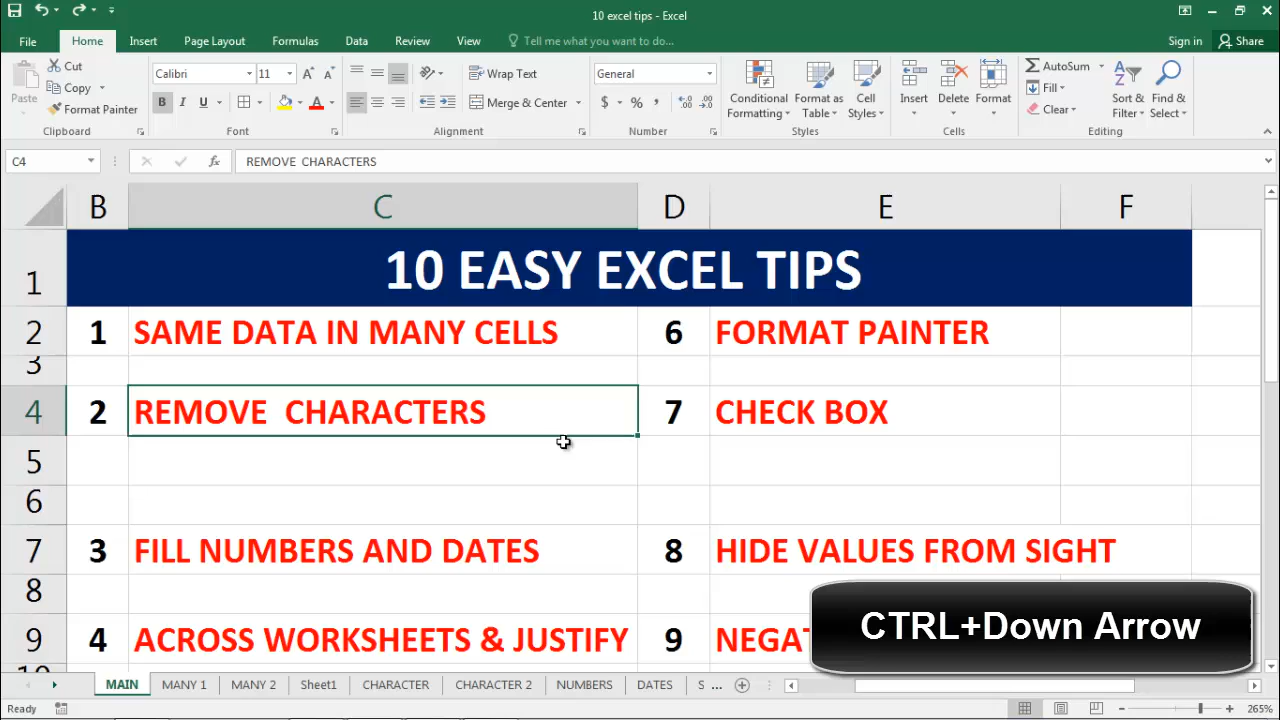 10 excel tips - Excel
File Home Insert Page Layout Formulas Data Review View Tell me what you want to do... Sign in Share
Paste Cut Copy Format Painter Clipboard
Calibri 11 B I U A Font
Wrap Text Merge & Center Alignment
General $ % , Number
Conditional Formatting Format as Table Cell Styles Styles
Insert Delete Format Cells
AutoSum Fill Clear Sort & Filter Find & Select Editing
C4 fx REMOVE  CHARACTERS
B C D E F
1 10 EASY EXCEL TIPS
2 1 SAME DATA IN MANY CELLS 6 FORMAT PAINTER
3
4 2 REMOVE  CHARACTERS 7 CHECK BOX
5
6
7 3 FILL NUMBERS AND DATES 8 HIDE VALUES FROM SIGHT
8
9 4 ACROSS WORKSHEETS & JUSTIFY 9
CTRL+Down Arrow
10
MAIN MANY 1 MANY 2 Sheet1 CHARACTER CHARACTER 2 NUMBERS DATES S ...
Ready 265%